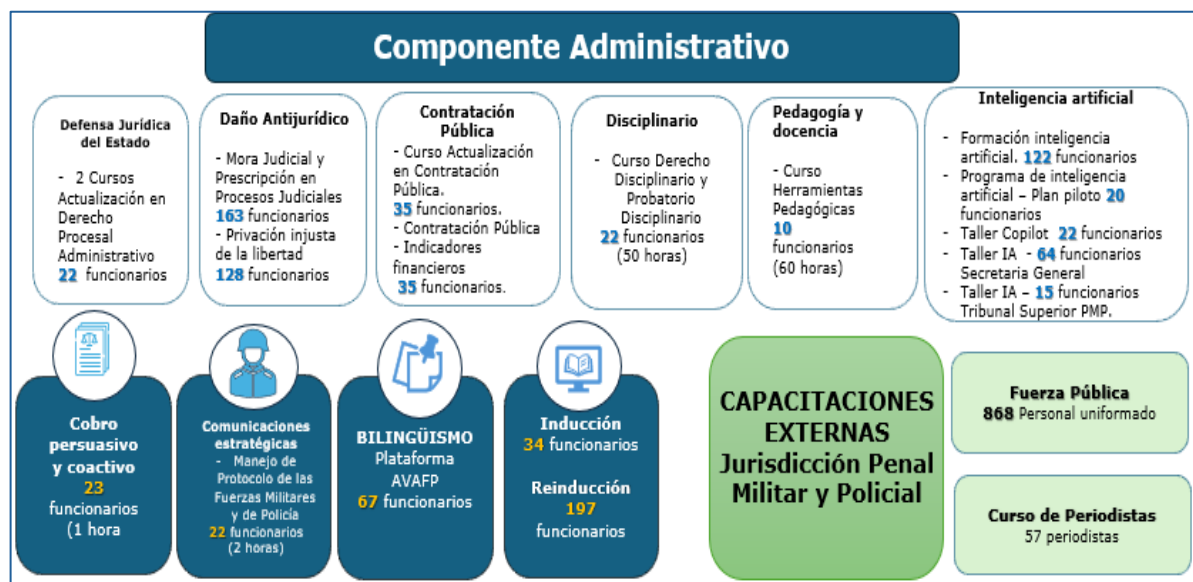 Componente Administrativo
Defensa Jurídica
del Estado
- 2 Cursos
Actualización en
Derecho
Procesal
Administrativo
22 funcionarios
Daño Antijurídico
- Mora Judicial y
Prescripción en
Procesos Judiciales
163 funcionarios
- Privación injusta
de la libertad
128 funcionarios
Contratación
Pública
- Curso Actualización
en Contratación
Pública.
35 funcionarios.
- Contratación Pública
- Indicadores
financieros
35 funcionarios.
Disciplinario
- Curso Derecho
Disciplinario y
Probatorio
Disciplinario
22 funcionarios
(50 horas)
Pedagogía y
docencia
- Curso
Herramientas
Pedagógicas
10
funcionarios
(60 horas)
Inteligencia artificial
- Formación inteligencia
artificial. 122 funcionarios
- Programa de inteligencia
artificial – Plan piloto 20
funcionarios
- Taller Copilot 22 funcionarios
- Taller IA - 64 funcionarios
Secretaria General
- Taller IA – 15 funcionarios
Tribunal Superior PMP.
Cobro
persuasivo
y coactivo
23
funcionarios
(1 hora
Comunicaciones
estratégicas
- Manejo de
Protocolo de las
Fuerzas Militares
y de Policía
22 funcionarios
(2 horas)
BILINGÜISMO
Plataforma
AVAFP
67 funcionarios
Inducción
34 funcionarios
Reinducción
197
funcionarios
CAPACITACIONES
EXTERNAS
Jurisdicción Penal
Militar y Policial
Fuerza Pública
868 Personal uniformado
Curso de Periodistas
57 periodistas